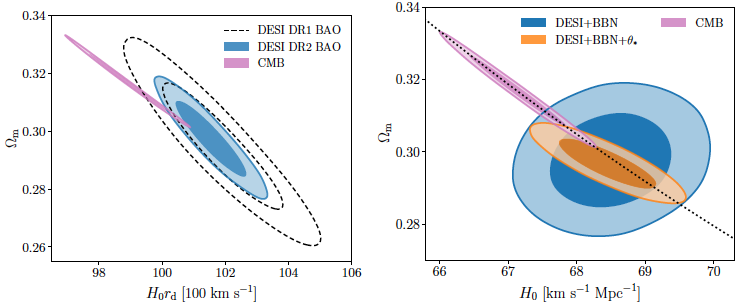 0.34
0.32
0.30
0.28
0.26
Ωm
98
100
102
104
106
H₀r_d [100 km s⁻¹]
DESI DR1 BAO
DESI DR2 BAO
CMB
0.34
0.32
0.30
0.28
Ωm
66
67
68
69
70
H₀ [km s⁻¹ Mpc⁻¹]
DESI+BBN
DESI+BBN+θ⋆
CMB